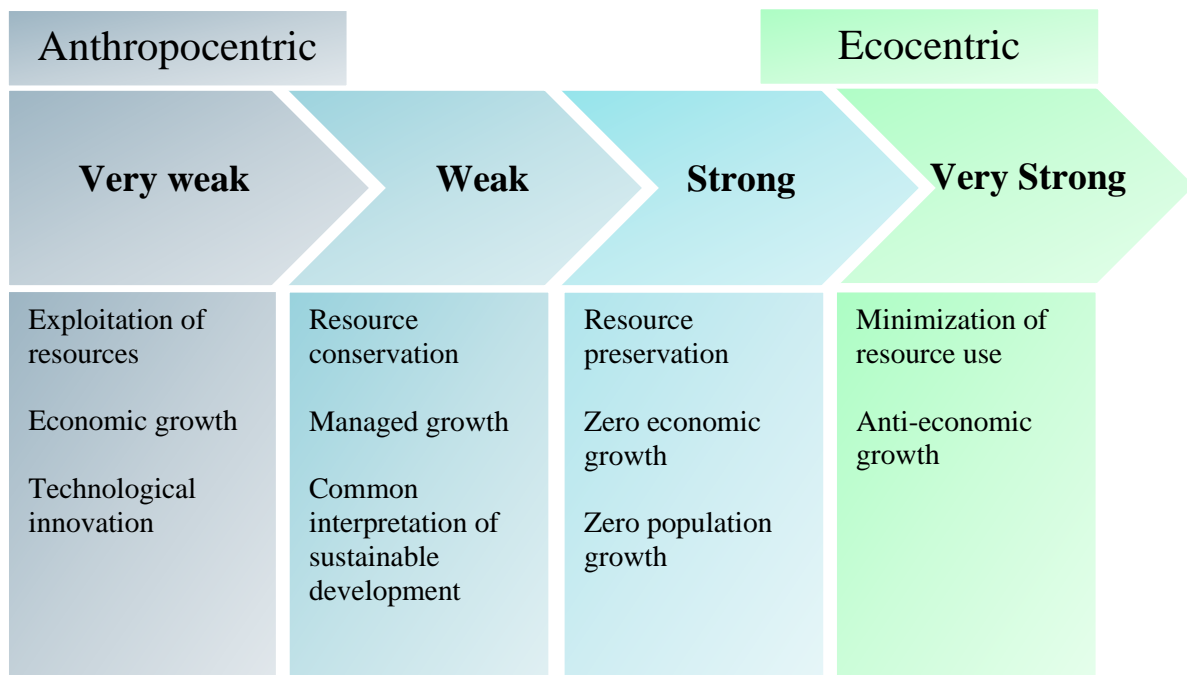 Anthropocentric
Ecocentric
Very weak
Weak
Strong
Very Strong
Exploitation of
resources
Economic growth
Technological
innovation
Resource
conservation
Managed growth
Common
interpretation of
sustainable
development
Resource
preservation
Zero economic
growth
Zero population
growth
Minimization of
resource use
Anti-economic
growth